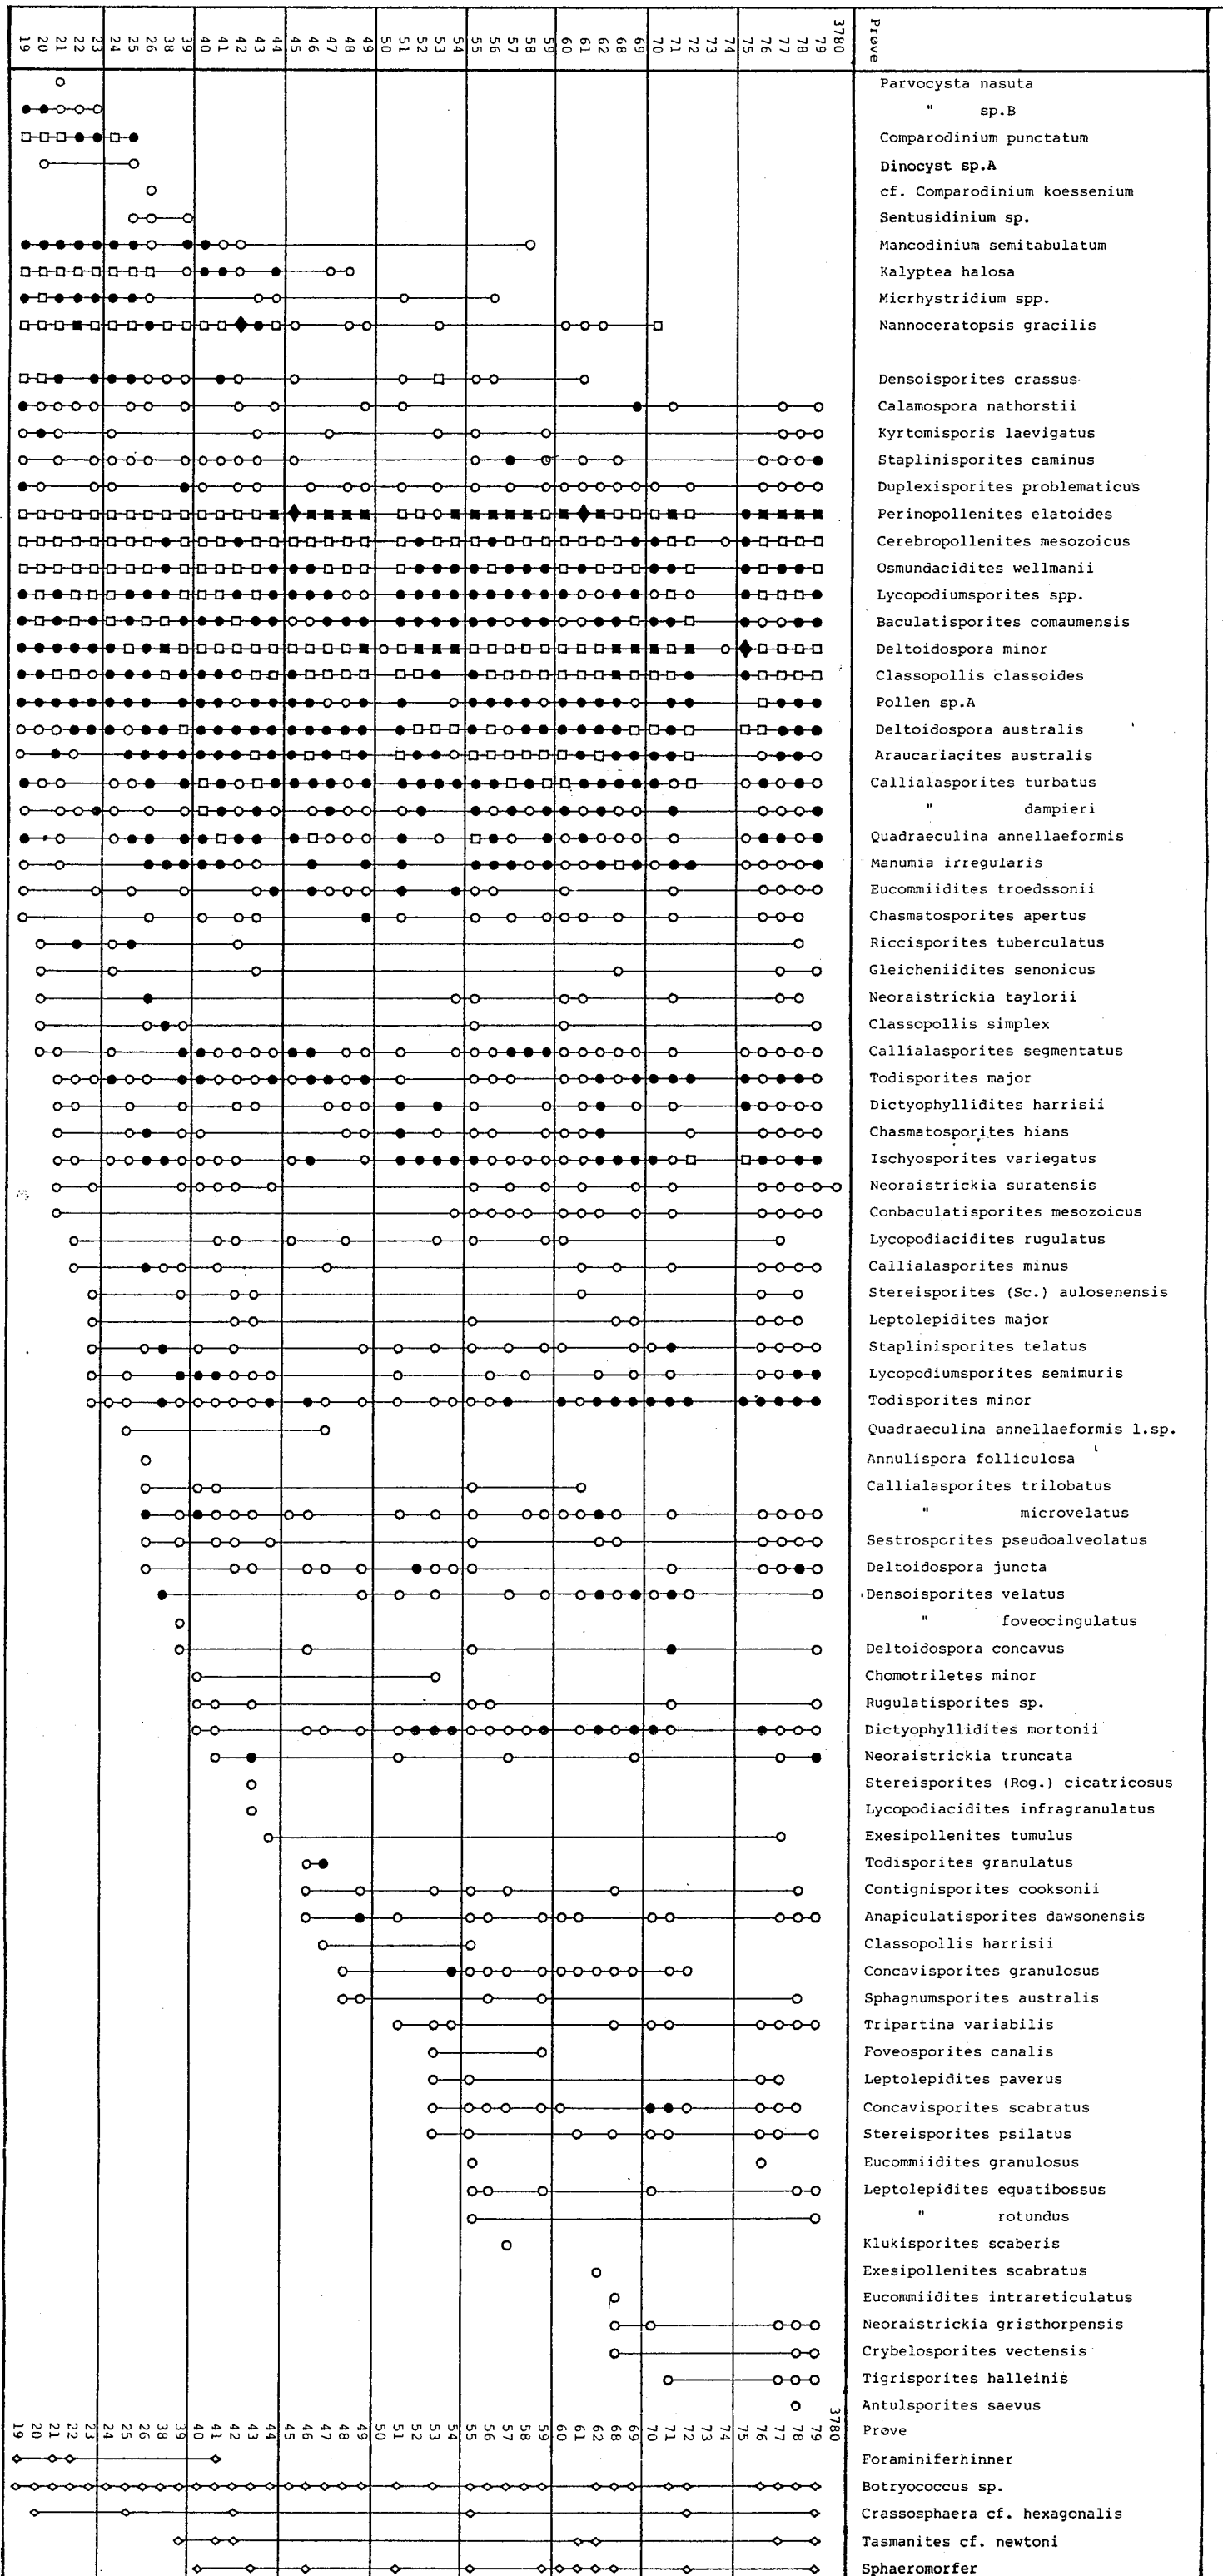 19 20 21 22 23 24 25 26 38 39 40 41 42 43 44 45 46 47 48 49 50 51 52 53 54 55 56 57 58 59 60 61 62 68 69 70 71 72 73 74 75 76 77 78 79 3780 Prøve
Parvocysta nasuta
" sp.B
Comparodinium punctatum
Dinocyst sp.A
cf. Comparodinium koessenium
Sentusidinium sp.
Mancodinium semitabulatum
Kalyptea halosa
Micrhystridium spp.
Nannoceratopsis gracilis
Densoisporites crassus
Calamospora nathorstii
Kyrtomisporis laevigatus
Staplinisporites caminus
Duplexisporites problematicus
Perinopollenites elatoides
Cerebropollenites mesozoicus
Osmundacidites wellmanii
Lycopodiumsporites spp.
Baculatisporites comaumensis
Deltoidospora minor
Classopollis classoides
Pollen sp.A
Deltoidospora australis
Araucariacites australis
Callialasporites turbatus
" dampieri
Quadraeculina annellaeformis
Manumia irregularis
Eucommiidites troedssonii
Chasmatosporites apertus
Riccisporites tuberculatus
Gleicheniidites senonicus
Neoraistrickia taylorii
Classopollis simplex
Callialasporites segmentatus
Todisporites major
Dictyophyllidites harrisii
Chasmatosporites hians
Ischyosporites variegatus
Neoraistrickia suratensis
Conbaculatisporites mesozoicus
Lycopodiacidites rugulatus
Callialasporites minus
Stereisporites (Sc.) aulosenensis
Leptolepidites major
Staplinisporites telatus
Lycopodiumsporites semimuris
Todisporites minor
Quadraeculina annellaeformis l.sp.
Annulispora folliculosa
Callialasporites trilobatus
" microvelatus
Sestrosporites pseudoalveolatus
Deltoidospora juncta
Densoisporites velatus
" foveocingulatus
Deltoidospora concavus
Chomotriletes minor
Rugulatisporites sp.
Dictyophyllidites mortonii
Neoraistrickia truncata
Stereisporites (Rog.) cicatricosus
Lycopodiacidites infragranulatus
Exesipollenites tumulus
Todisporites granulatus
Contignisporites cooksonii
Anapiculatisporites dawsonensis
Classopollis harrisii
Concavisporites granulosus
Sphagnumsporites australis
Tripartina variabilis
Foveosporites canalis
Leptolepidites paverus
Concavisporites scabratus
Stereisporites psilatus
Eucommiidites granulosus
Leptolepidites equatibossus
" rotundus
Klukisporites scaberis
Exesipollenites scabratus
Eucommiidites intrareticulatus
Neoraistrickia gristhorpensis
Crybelosporites vectensis
Tigrisporites halleinis
Antulsporites saevus
19 20 21 22 23 24 25 26 38 39 40 41 42 43 44 45 46 47 48 49 50 51 52 53 54 55 56 57 58 59 60 61 62 68 69 70 71 72 73 74 75 76 77 78 79 3780 Prøve
Foraminiferhinner
Botryococcus sp.
Crassosphaera cf. hexagonalis
Tasmanites cf. newtoni
Sphaeromorfer